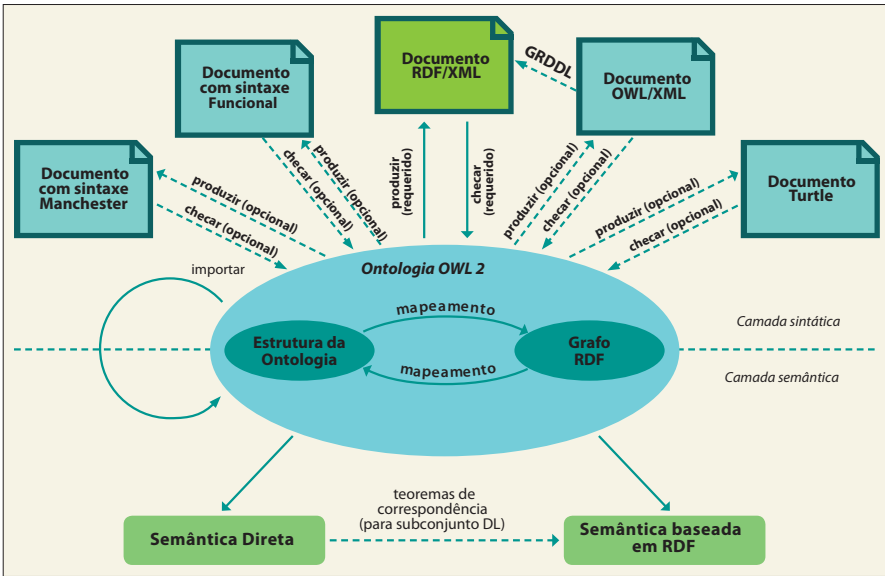 Documento
com sintaxe
Manchester
Documento
com sintaxe
Funcional
Documento
RDF/XML
GRDDL
Documento
OWL/XML
Documento
Turtle
produzir (opcional)
checar (opcional)
produzir (opcional)
checar (opcional)
produzir
(requerido)
checar
(requerido)
produzir (opcional)
checar (opcional)
produzir (opcional)
checar (opcional)
importar
Ontologia OWL 2
mapeamento
Estrutura da
Ontologia
Grafo
RDF
mapeamento
Camada sintática
Camada semântica
teoremas de
correspondência
(para subconjunto DL)
Semântica Direta
Semântica baseada
em RDF